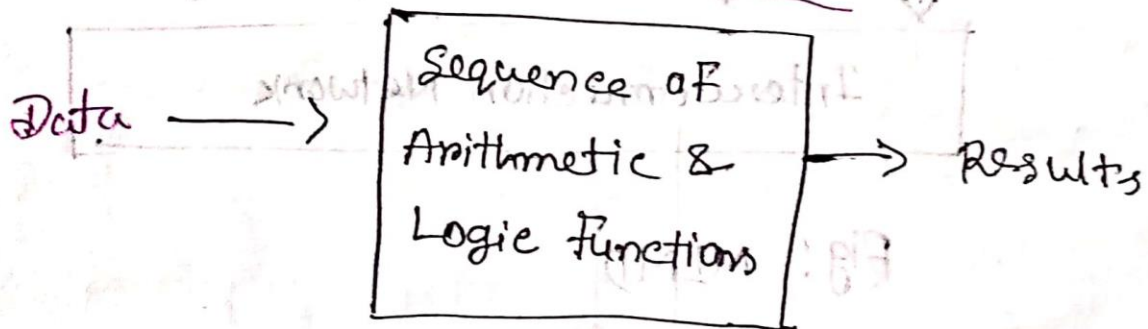 Data
Sequence of
Arithmetic &
Logic Functions
Results